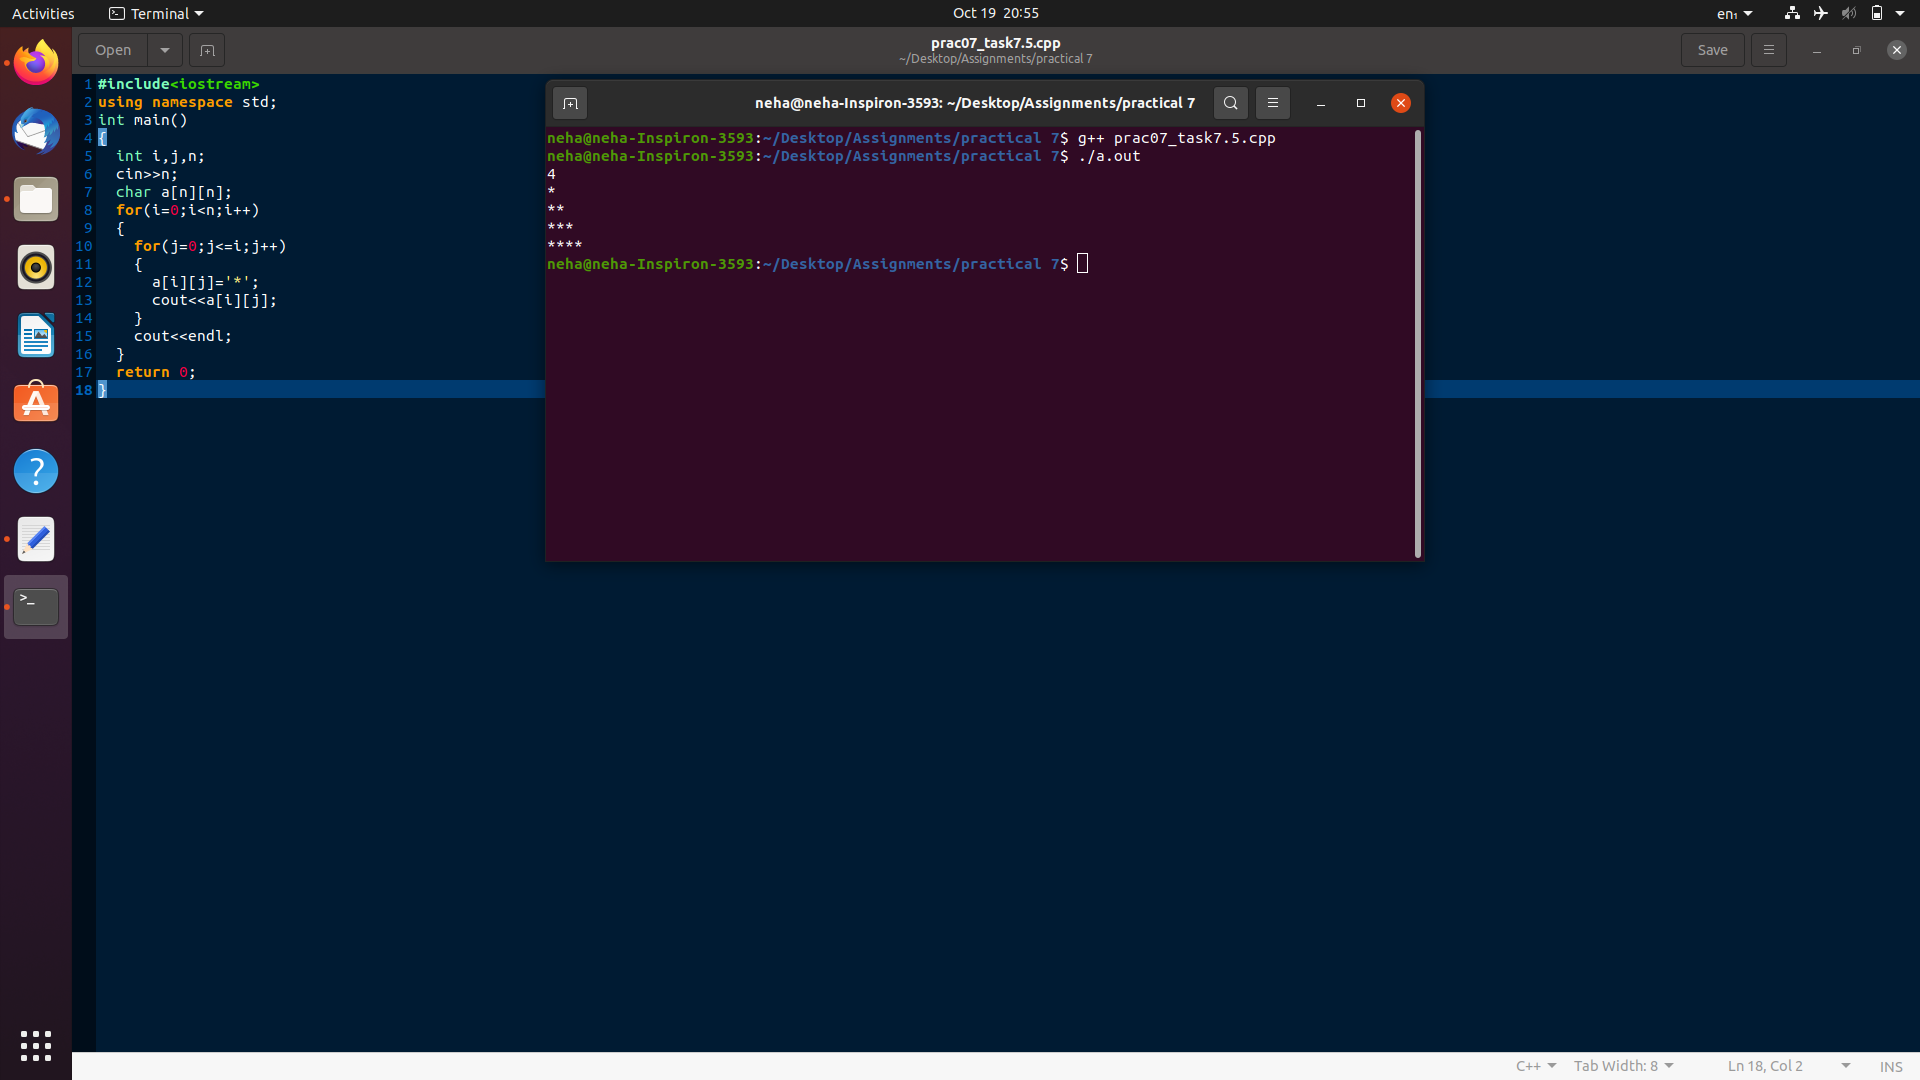 Activities Terminal Oct 19 20:55 en₁
Open prac07_task7.5.cpp Save
~/Desktop/Assignments/practical 7
1 #include<iostream>
2 using namespace std;
3 int main()
4 {
5   int i,j,n;
6   cin>>n;
7   char a[n][n];
8   for(i=0;i<n;i++)
9   {
10     for(j=0;j<=i;j++)
11     {
12       a[i][j]='*';
13       cout<<a[i][j];
14     }
15     cout<<endl;
16   }
17   return 0;
18 }
neha@neha-Inspiron-3593: ~/Desktop/Assignments/practical 7
neha@neha-Inspiron-3593:~/Desktop/Assignments/practical 7$ g++ prac07_task7.5.cpp
neha@neha-Inspiron-3593:~/Desktop/Assignments/practical 7$ ./a.out
4
*
**
***
****
neha@neha-Inspiron-3593:~/Desktop/Assignments/practical 7$
C++ Tab Width: 8 Ln 18, Col 2 INS